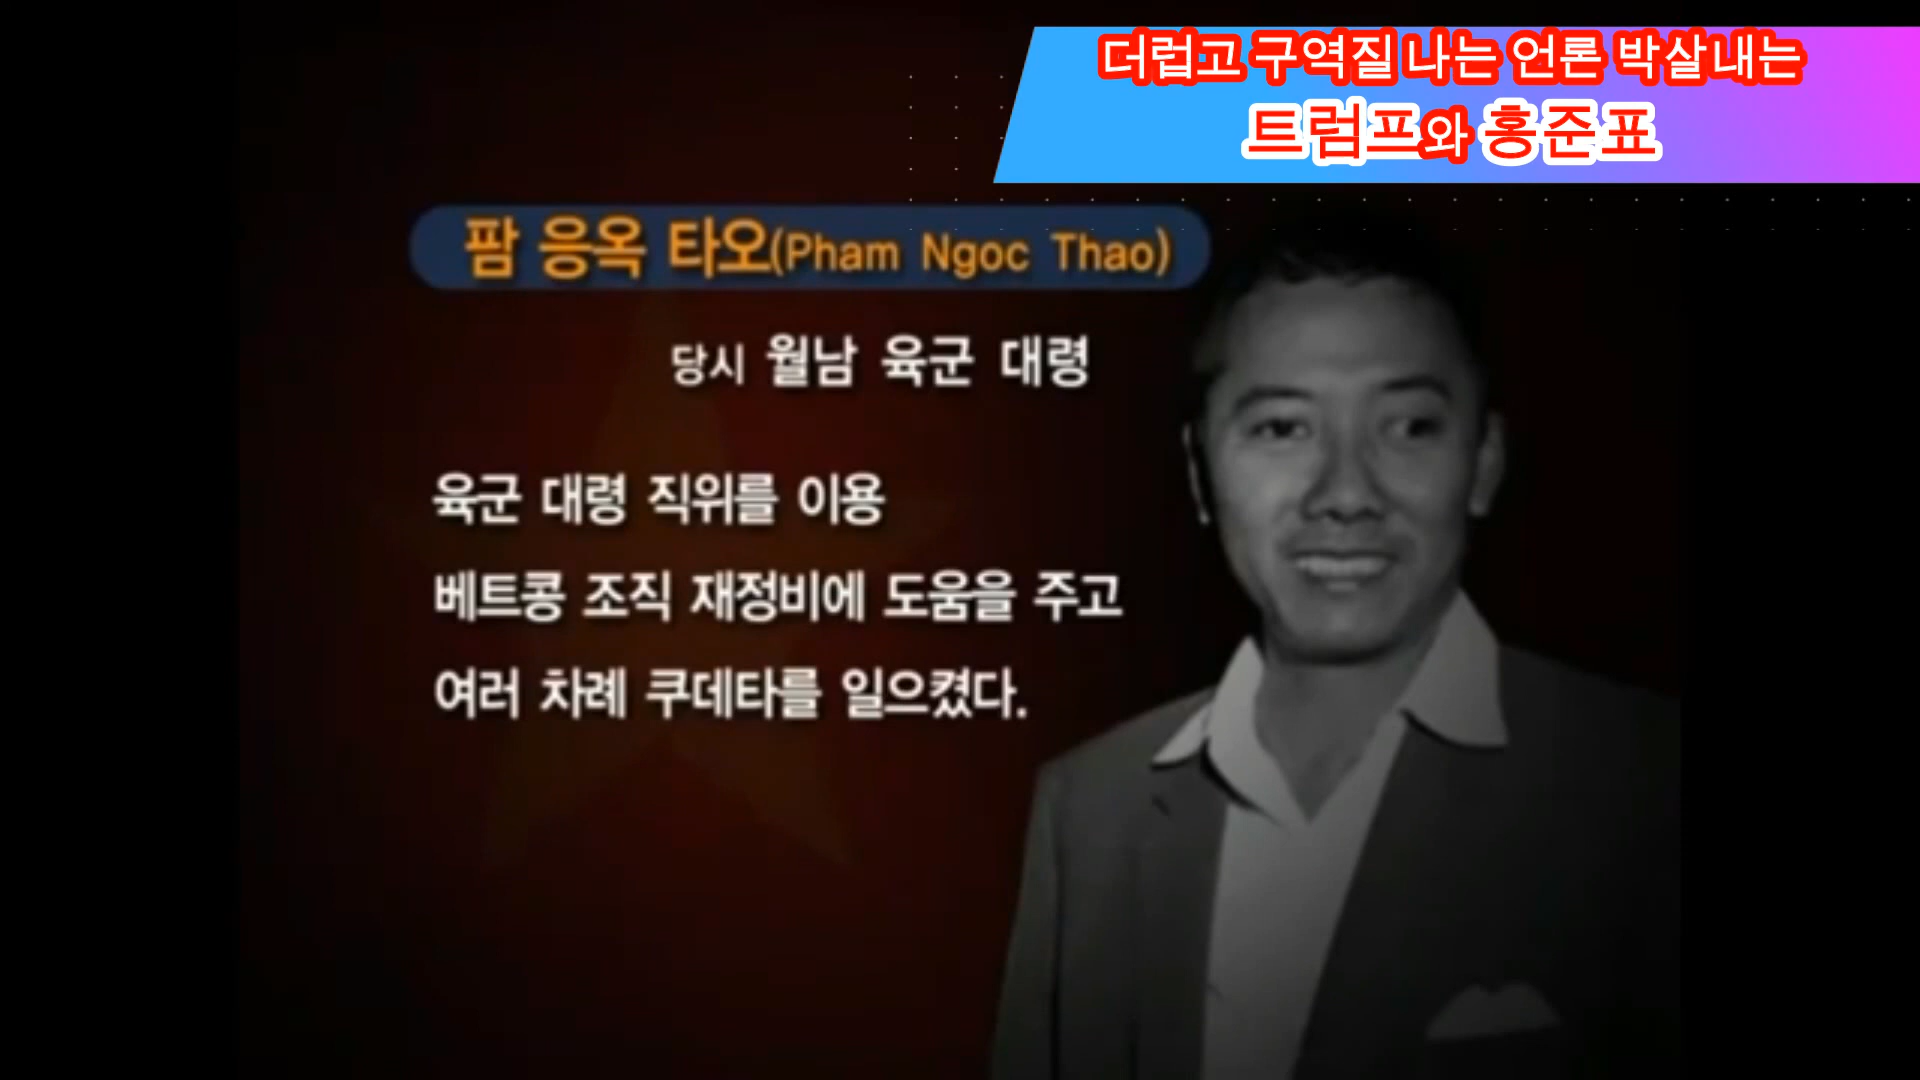 더럽고 구역질 나는 언론 박살내는
트럼프와 홍준표
팜 응옥 타오(Pham Ngoc Thao)
당시 월남 육군 대령
육군 대령 직위를 이용
베트콩 조직 재정비에 도움을 주고
여러 차례 쿠데타를 일으켰다.